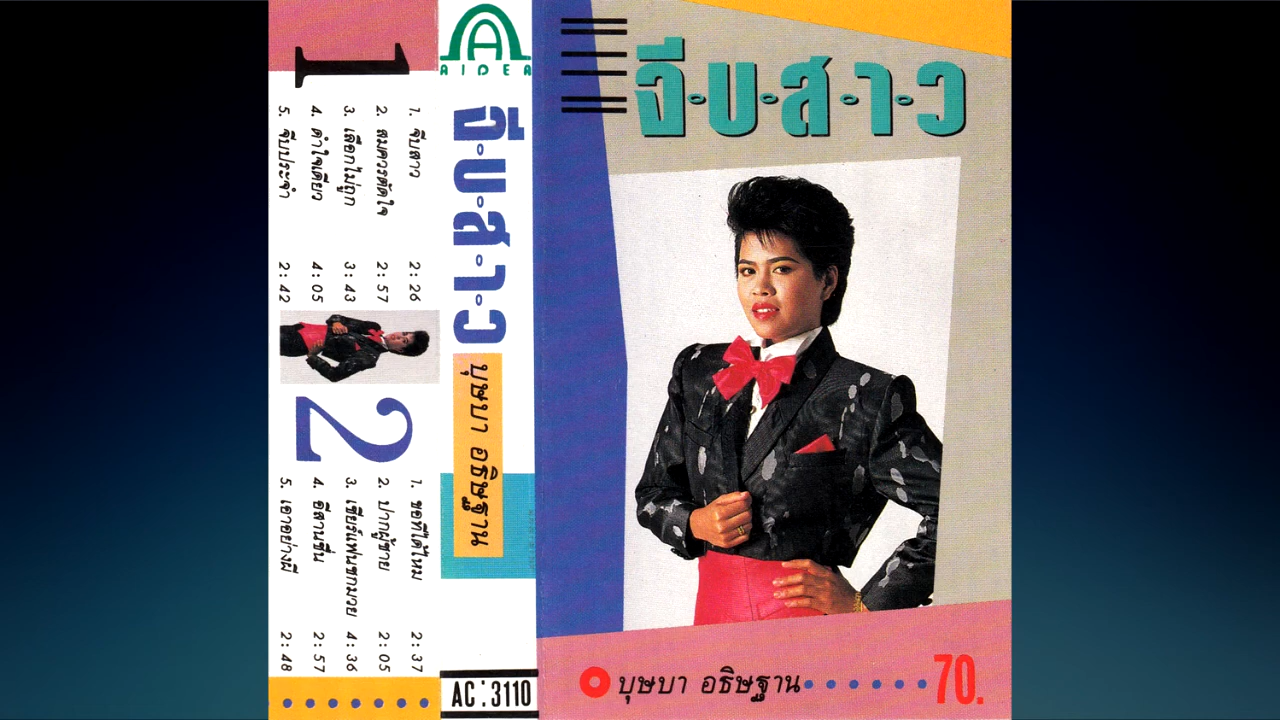 1
1. จีบสาว 2:26
2. สมควรตัดใจ 2:57
3. เลือกไม่ถูก 3:43
4. ดำใจเดียว 4:05
5. จีบประจำ 2:42
2
1. ขอทีได้ไหม 2:37
2. ปากผู้ชาย 2:05
3. เชียร์แฟนชกมวย 4:36
4. อีสานชื่น 2:57
5. เอาอย่างผี 2:48
A
AIDEA
จี•บ•ส•า•ว
บุษบา อธิษฐาน
AC:3110
จี•บ•ส•า•ว
บุษบา อธิษฐาน
70.